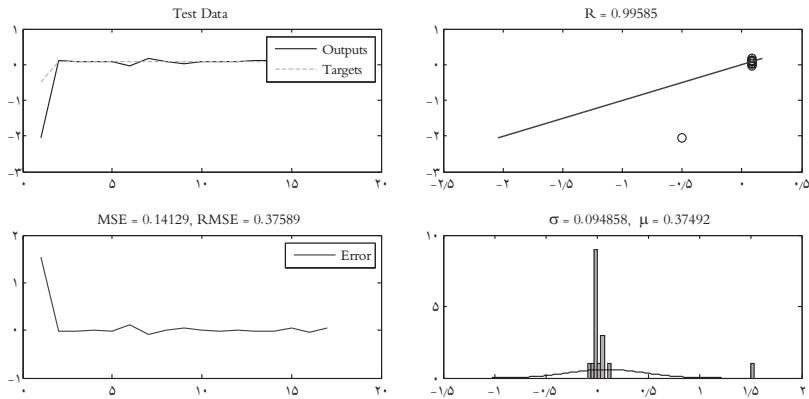 Test Data
۱
۰
-۱
-۲
-۳
Outputs
Targets
۰ ۵ ۱۰ ۱۵ ۲۰
R = 0.99585
۱
۰
-۱
-۲
-۳
-۲/۵ -۲ -۱/۵ -۱ -۰/۵ ۰ ۰/۵
MSE = 0.14129, RMSE = 0.37589
۲
۱
۰
-۱
Error
۰ ۵ ۱۰ ۱۵ ۲۰
σ = 0.094858, μ = 0.37492
۱۰
۵
۰
-۱/۵ -۱ -۰/۵ ۰ ۰/۵ ۱ ۱/۵ ۲